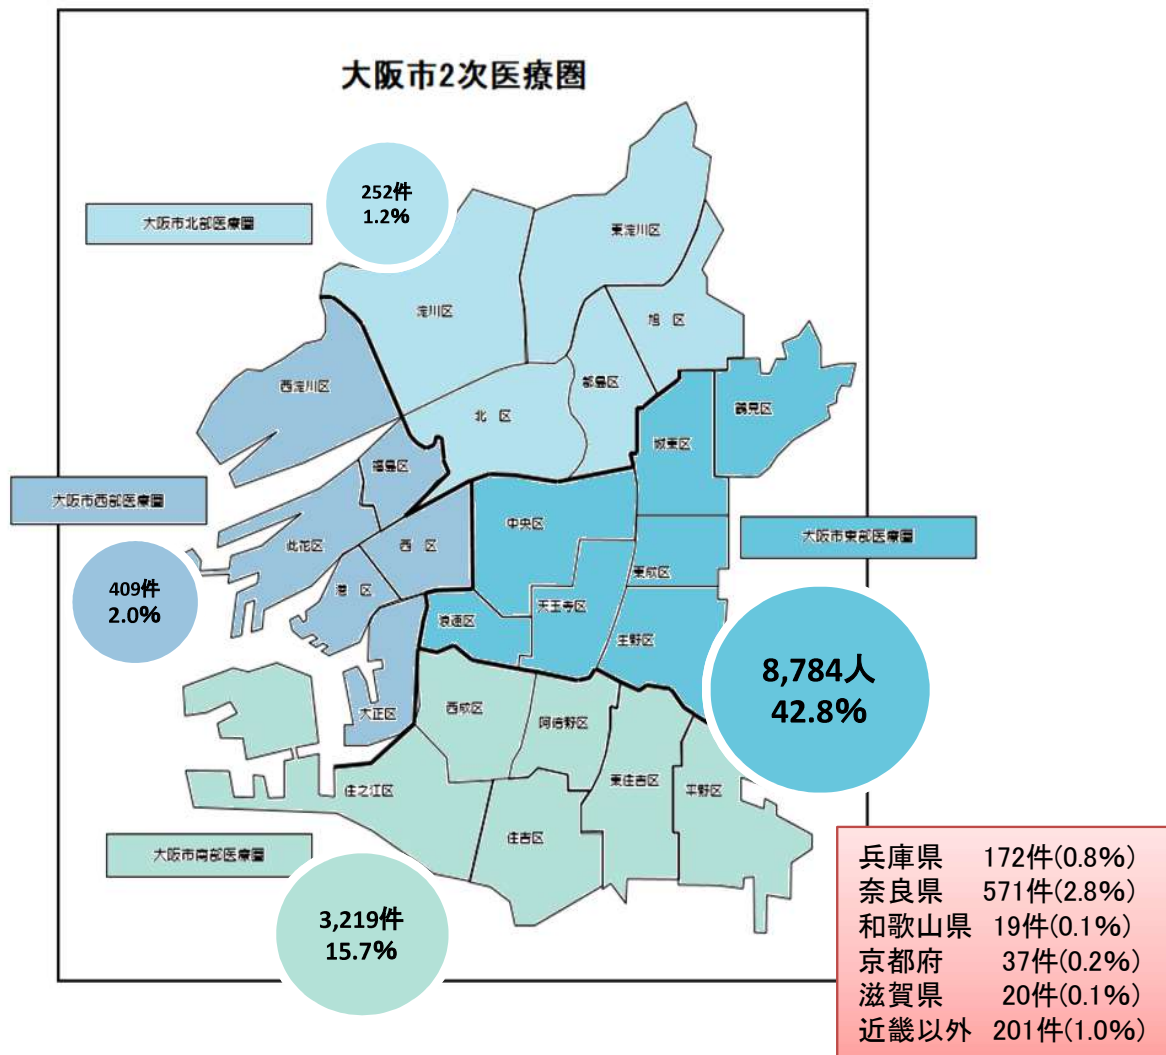 大阪市2次医療圏
252件
1.2%
大阪市北部医療圏
東淀川区
淀川区
旭 区
都島区
西淀川区
北 区
鶴見区
城東区
福島区
大阪市西部医療圏
中央区
大阪市東部医療圏
此花区
西 区
東成区
409件
2.0%
港 区
天王寺区
浪速区
生野区
8,784人
42.8%
大正区
西成区
阿倍野区
住之江区
東住吉区
平野区
住吉区
大阪市南部医療圏
3,219件
15.7%
兵庫県 172件(0.8%)
奈良県 571件(2.8%)
和歌山県 19件(0.1%)
京都府 37件(0.2%)
滋賀県 20件(0.1%)
近畿以外 201件(1.0%)